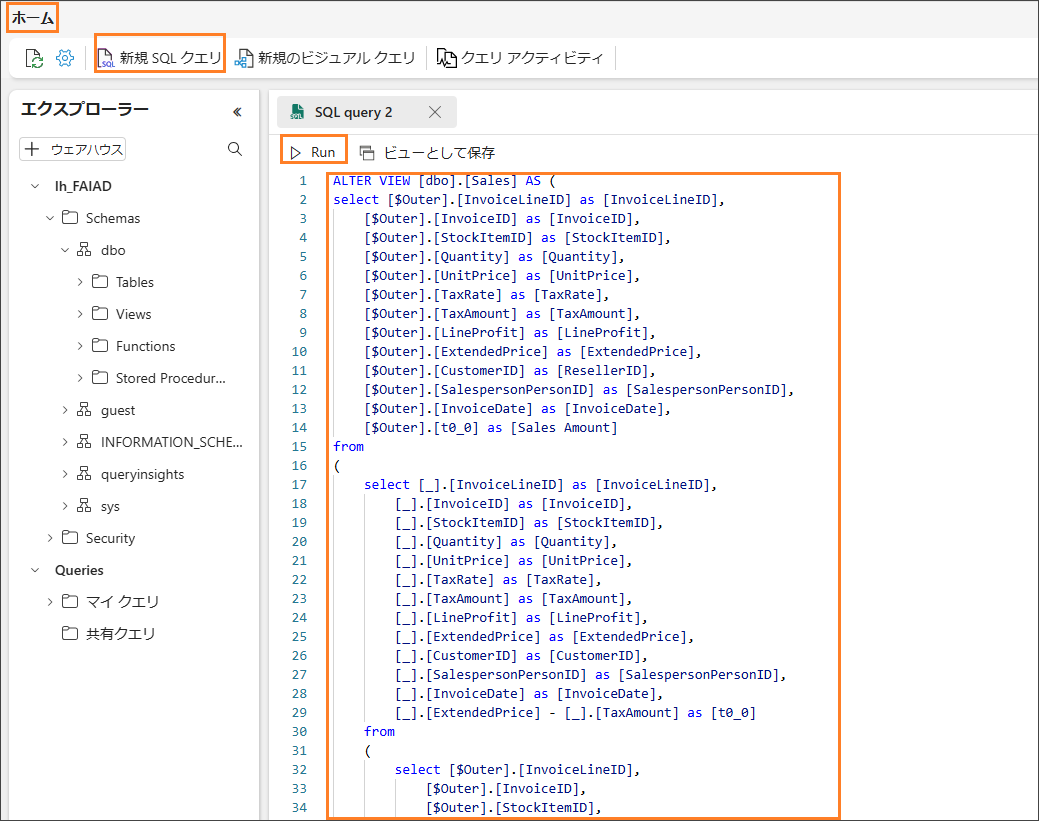 ホーム
新規 SQL クエリ 新規のビジュアル クエリ クエリ アクティビティ
エクスプローラー «
+ ウェアハウス
lh_FAIAD
Schemas
dbo
Tables
Views
Functions
Stored Procedur...
guest
INFORMATION_SCHE...
queryinsights
sys
Security
Queries
マイ クエリ
共有クエリ
SQL query 2
Run ビューとして保存
1 ALTER VIEW [dbo].[Sales] AS (
2 select [$Outer].[InvoiceLineID] as [InvoiceLineID],
3 [$Outer].[InvoiceID] as [InvoiceID],
4 [$Outer].[StockItemID] as [StockItemID],
5 [$Outer].[Quantity] as [Quantity],
6 [$Outer].[UnitPrice] as [UnitPrice],
7 [$Outer].[TaxRate] as [TaxRate],
8 [$Outer].[TaxAmount] as [TaxAmount],
9 [$Outer].[LineProfit] as [LineProfit],
10 [$Outer].[ExtendedPrice] as [ExtendedPrice],
11 [$Outer].[CustomerID] as [ResellerID],
12 [$Outer].[SalespersonPersonID] as [SalespersonPersonID],
13 [$Outer].[InvoiceDate] as [InvoiceDate],
14 [$Outer].[t0_0] as [Sales Amount]
15 from
16 (
17 select [_].[InvoiceLineID] as [InvoiceLineID],
18 [_].[InvoiceID] as [InvoiceID],
19 [_].[StockItemID] as [StockItemID],
20 [_].[Quantity] as [Quantity],
21 [_].[UnitPrice] as [UnitPrice],
22 [_].[TaxRate] as [TaxRate],
23 [_].[TaxAmount] as [TaxAmount],
24 [_].[LineProfit] as [LineProfit],
25 [_].[ExtendedPrice] as [ExtendedPrice],
26 [_].[CustomerID] as [CustomerID],
27 [_].[SalespersonPersonID] as [SalespersonPersonID],
28 [_].[InvoiceDate] as [InvoiceDate],
29 [_].[ExtendedPrice] - [_].[TaxAmount] as [t0_0]
30 from
31 (
32 select [$Outer].[InvoiceLineID],
33 [$Outer].[InvoiceID],
34 [$Outer].[StockItemID],